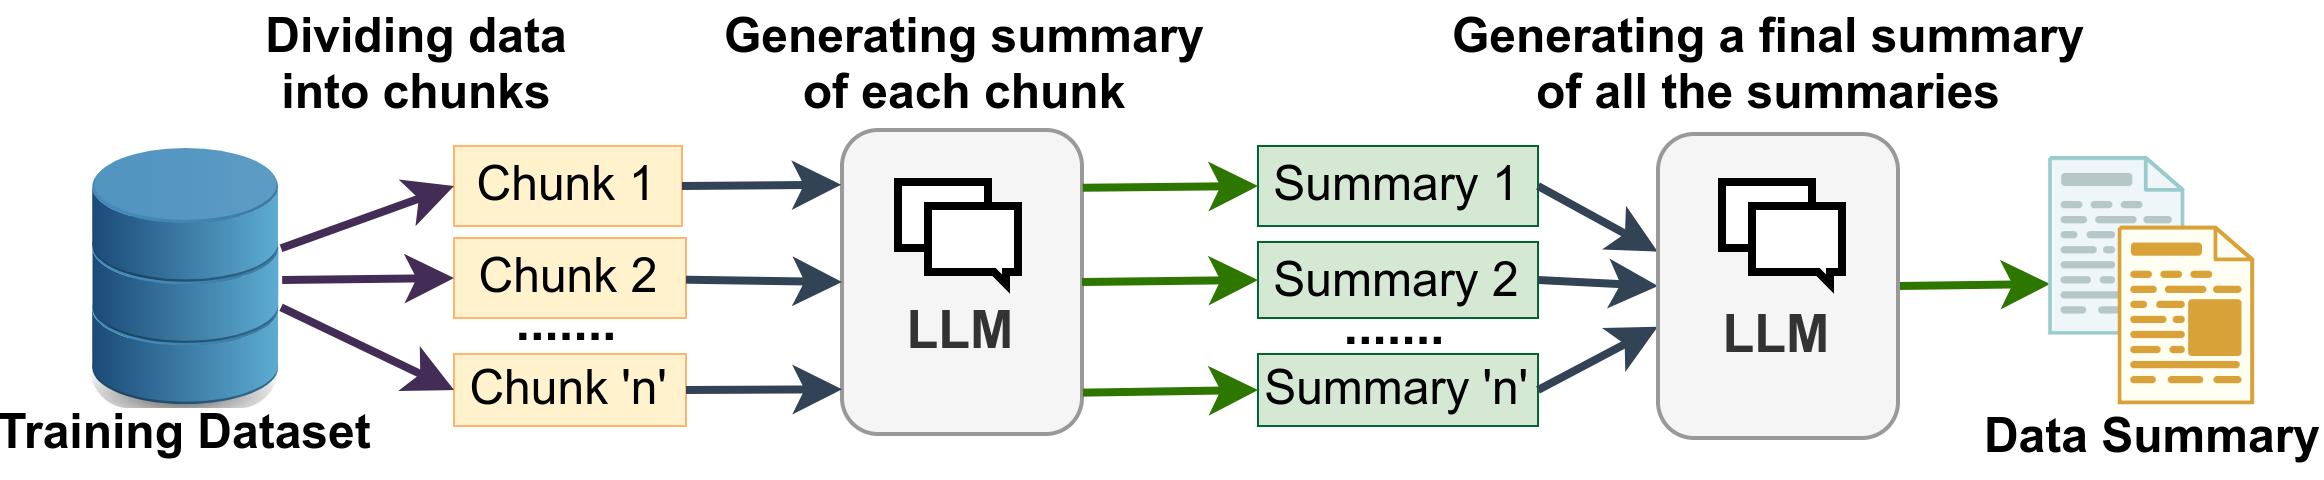 Dividing data
into chunks
Generating summary
of each chunk
Generating a final summary
of all the summaries
Chunk 1
Chunk 2
.......
Chunk 'n'
LLM
Summary 1
Summary 2
.......
Summary 'n'
LLM
Training Dataset
Data Summary